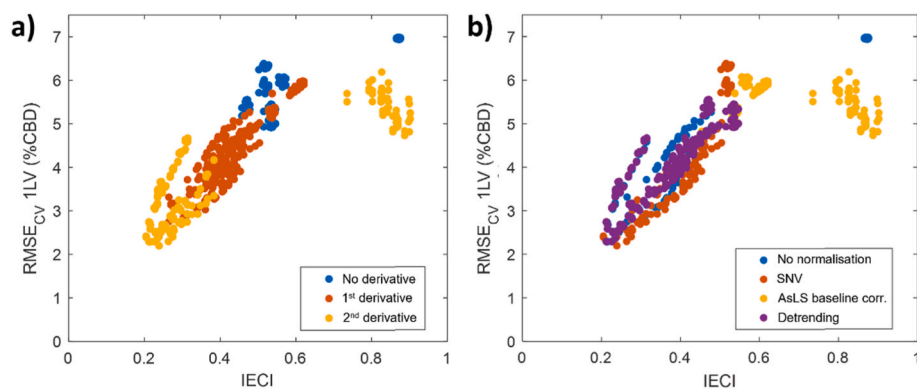 a)
RMSE_CV 1LV (%CBD)
7
6
5
4
3
2
1
0
0 0.2 0.4 0.6 0.8 1
IECI
No derivative
1st derivative
2nd derivative
b)
RMSE_CV 1LV (%CBD)
7
6
5
4
3
2
1
0
0 0.2 0.4 0.6 0.8 1
IECI
No normalisation
SNV
AsLS baseline corr.
Detrending